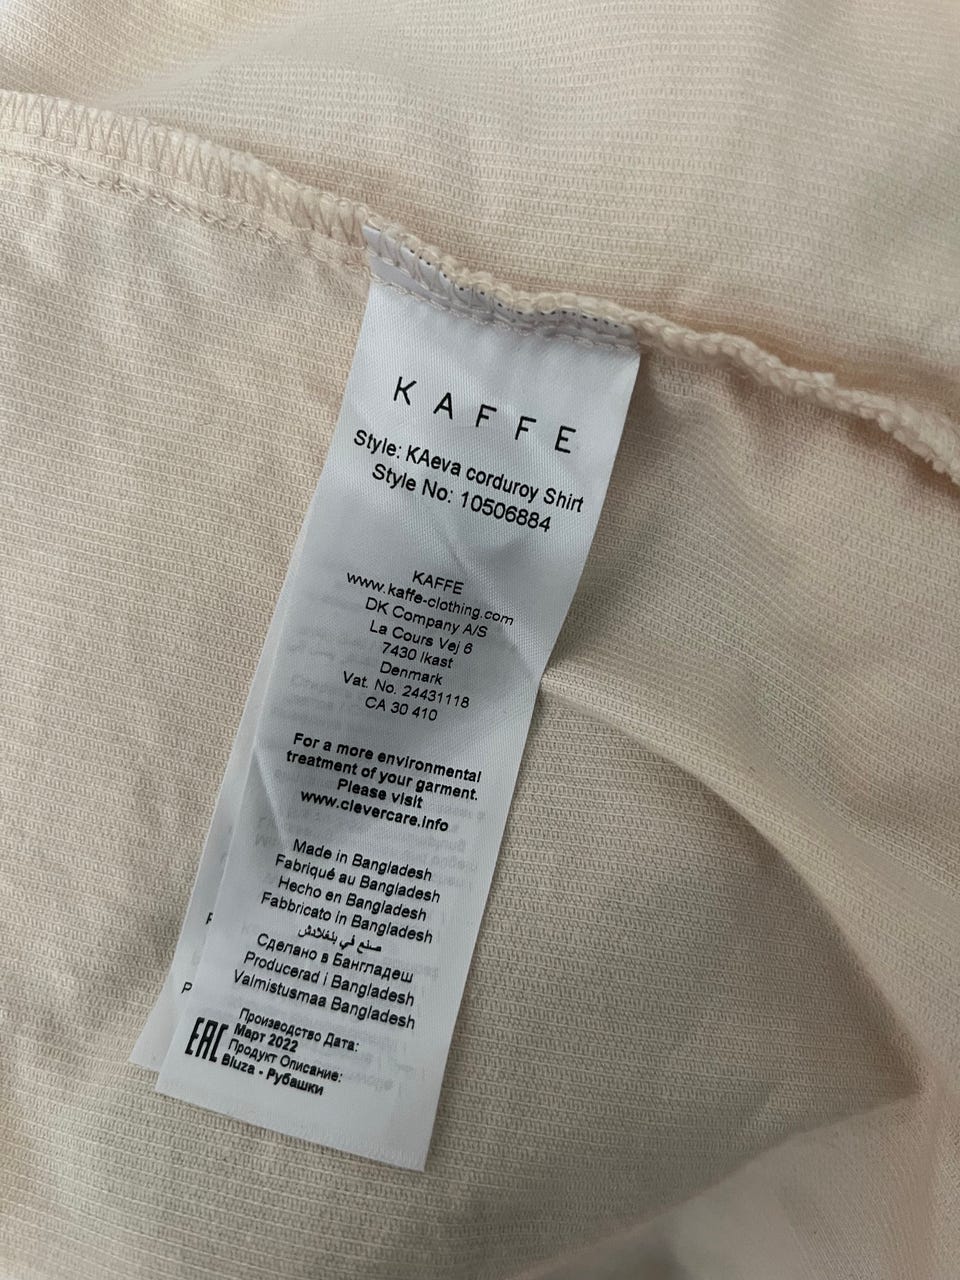 KAFFE
Style: KAeva corduroy Shirt
Style No: 10506884
KAFFE
www.kaffe-clothing.com
DK Company A/S
La Cours Vej 6
7430 Ikast
Denmark
Vat. No. 24431118
CA 30 410
For a more environmental
treatment of your garment.
Please visit
www.clevercare.info
Made in Bangladesh
Fabriqué au Bangladesh
Hecho en Bangladesh
Fabbricato in Bangladesh
صنع في بنغلادش
Сделано в Бангладеш
Producerad i Bangladesh
Valmistusmaa Bangladesh
EAC
Производство Дата:
Март 2022
Продукт Описание:
Bluza - Рубашки